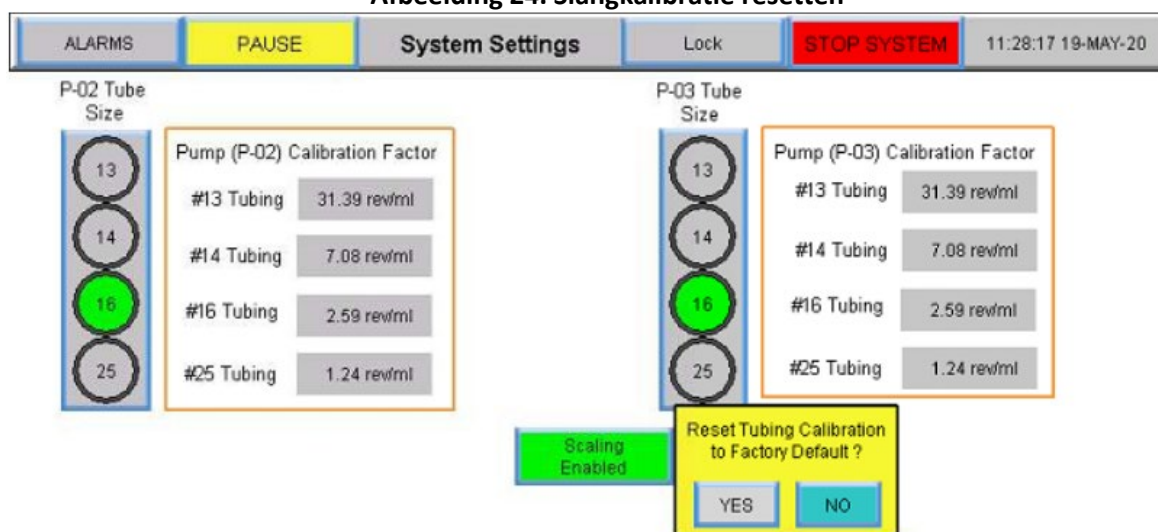 Afbeelding 24: Slangkalibratie resetten
ALARMS PAUSE System Settings Lock STOP SYSTEM 11:28:17 19-MAY-20
P-02 Tube
Size
13
14
16
25
Pump (P-02) Calibration Factor
#13 Tubing 31.39 rev/ml
#14 Tubing 7.08 rev/ml
#16 Tubing 2.59 rev/ml
#25 Tubing 1.24 rev/ml
P-03 Tube
Size
13
14
16
25
Pump (P-03) Calibration Factor
#13 Tubing 31.39 rev/ml
#14 Tubing 7.08 rev/ml
#16 Tubing 2.59 rev/ml
#25 Tubing 1.24 rev/ml
Scaling
Enabled
Reset Tubing Calibration
to Factory Default ?
YES NO